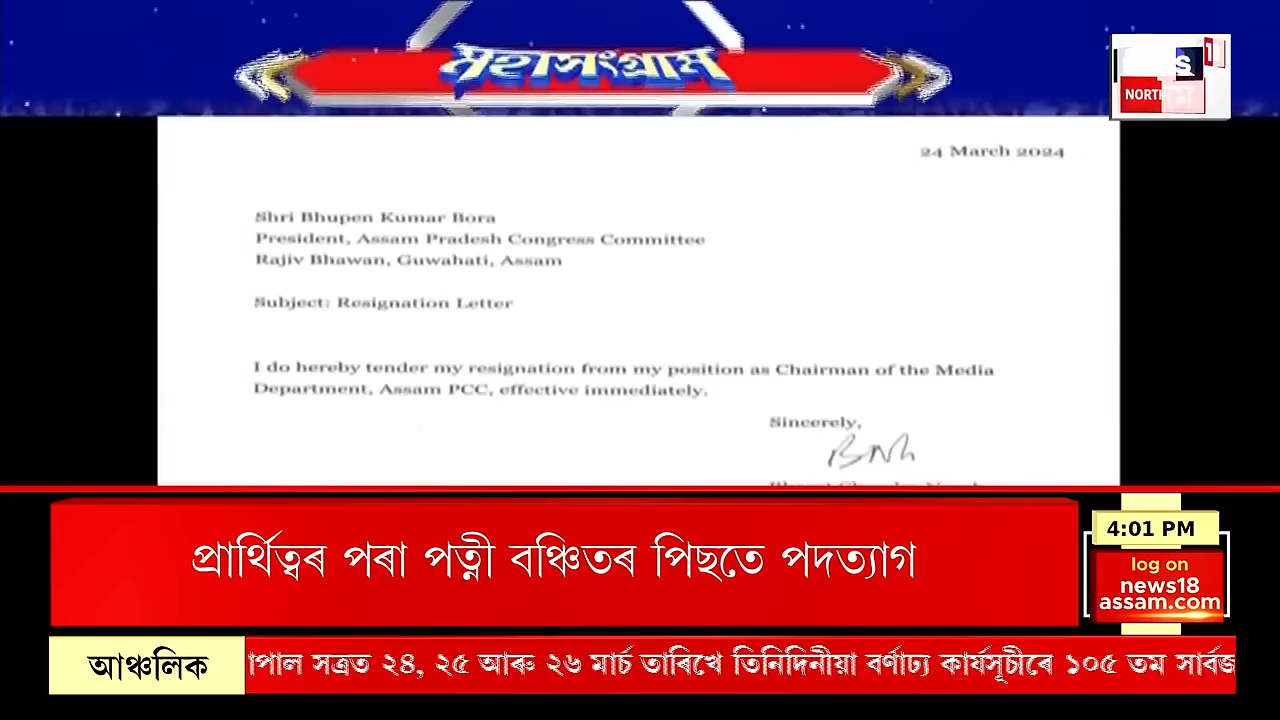 মহাসংগ্ৰাম
NORTH
24 March 2024
Shri Bhupen Kumar Bora
President, Assam Pradesh Congress Committee
Rajiv Bhawan, Guwahati, Assam
Subject: Resignation Letter
I do hereby tender my resignation from my position as Chairman of the Media
Department, Assam PCC, effective immediately.
Sincerely,
প্ৰাৰ্থিত্বৰ পৰা পত্নী বঞ্চিতৰ পিছতে পদত্যাগ
4:01 PM
log on
news18
assam.com
আঞ্চলিক
সত্ৰত ২৪, ২৫ আৰু ২৬ মাৰ্চ তাৰিখে তিনিদিনীয়া বৰ্ণাঢ্য কাৰ্যসূচীৰে ১০৫ তম